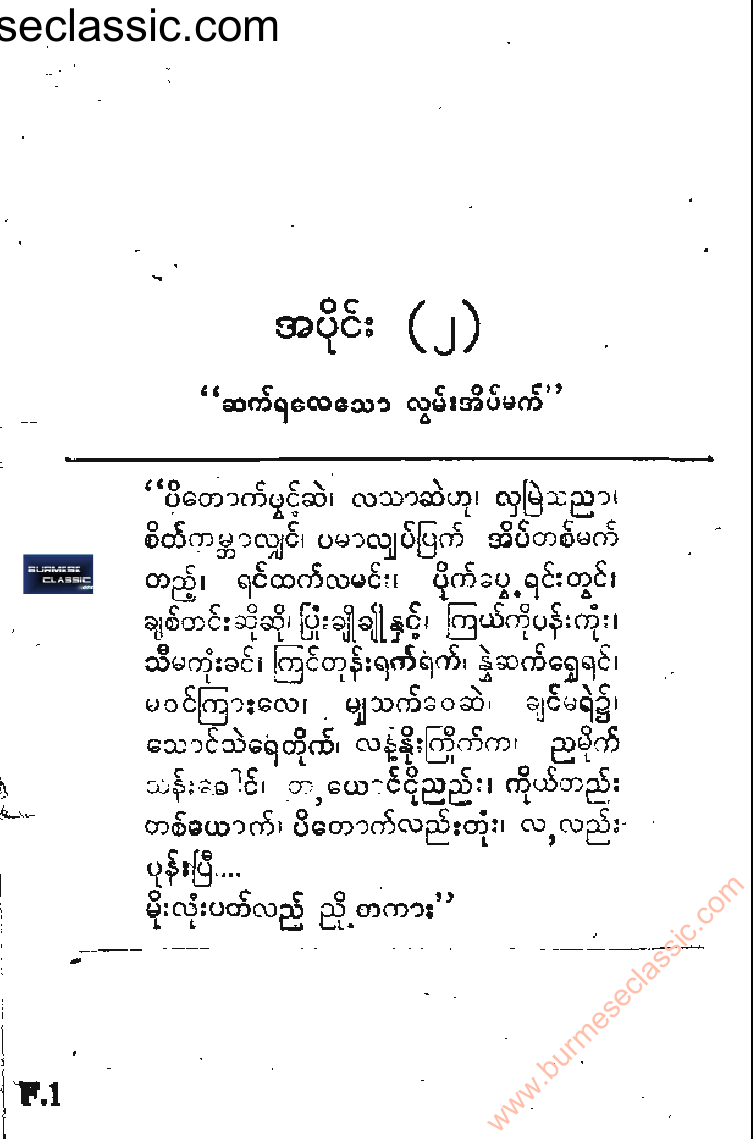 seclassic.com
အပိုင်း (၂)
“ဆက်ရလေသော လွမ်းအိပ်မက်”
“ပိတောက်ပွင့်ဆဲ၊ လသာဆဲဟု၊ လှမြဲသညာ၊
စိတ်ကမ္ဘာလျှင်၊ ပမာလျှပ်ပြက် အိပ်တစ်မက်
တည့်၊ ရင်ထက်လမင်း၊ ပိုက်ပွေ့ရင်းတွင်၊
ချစ်တင်းဆိုဆို၊ ပြုံးချိုချိုနှင့်၊ ကြယ်ကိုပန်းကုံး၊
သီမကုံးခင်၊ ကြင်တုန်းရှက်ရှက်၊ နွဲ့ဆက်ရွှေရင်၊
မဝင်ကြားလေ၊ မျှသက်ဝေဆဲ၊ ချင်မရဲ၌၊
သောင်သဲရေတိုက်၊ လနံ့နိုးကြိုက်က၊ ညမိုက်
သန်းခေါင်၊ တယောင်ငိုညည်း၊ ကိုယ်တည်း
တစ်ယောက်၊ ပိတောက်လည်းတုံး၊ လ,လည်း
ပုန်းပြီ....
မိုးလုံးပတ်လည် ညို့တကား”
BURMESE
CLASSIC
F.1
www.burmeseclassic.com